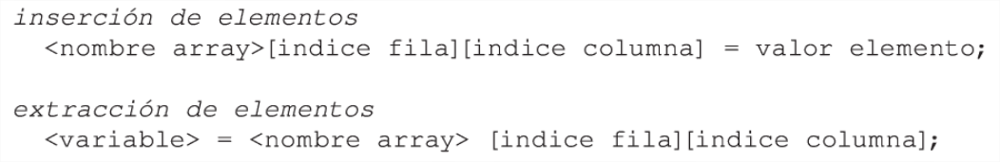 inserción de elementos
<nombre array>[indice fila][indice columna] = valor elemento;
extracción de elementos
<variable> = <nombre array> [indice fila][indice columna];